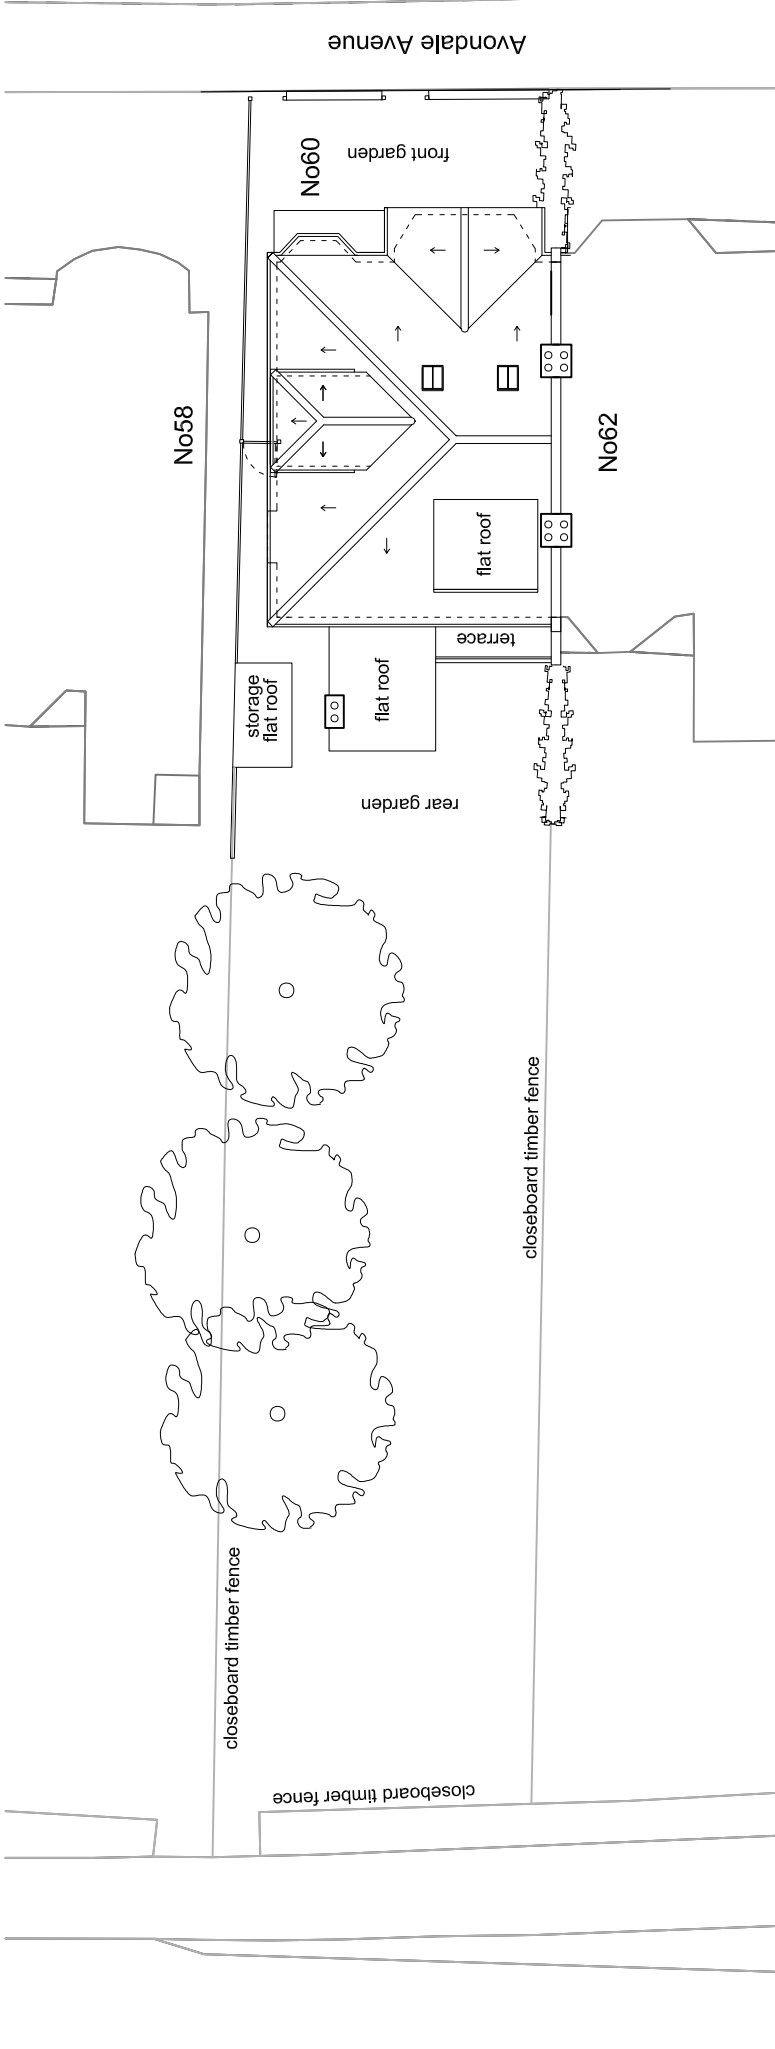 Avondale Avenue
front garden
No60
No58
No62
flat roof
terrace
storage
flat roof
flat roof
rear garden
closeboard timber fence
closeboard timber fence
closeboard timber fence